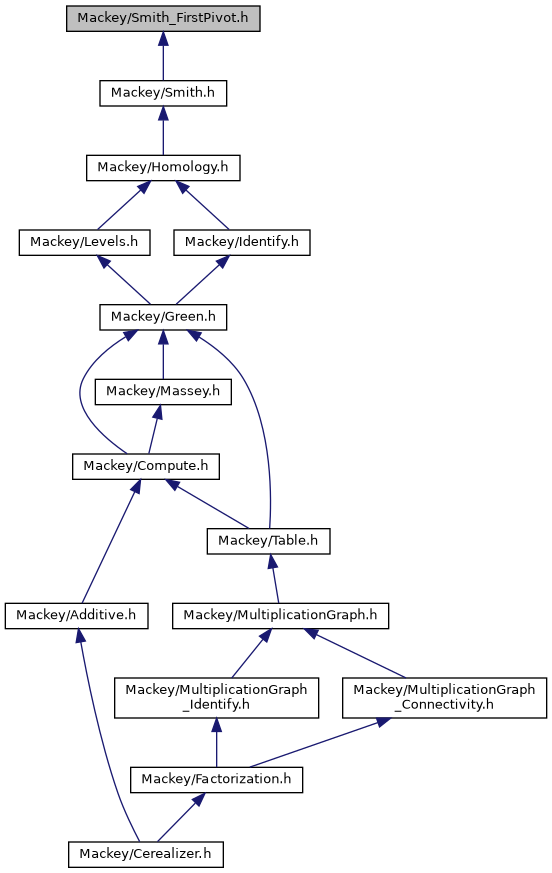 Mackey/Smith_FirstPivot.h
Mackey/Smith.h
Mackey/Homology.h
Mackey/Levels.h
Mackey/Identify.h
Mackey/Green.h
Mackey/Massey.h
Mackey/Compute.h
Mackey/Table.h
Mackey/Additive.h
Mackey/MultiplicationGraph.h
Mackey/MultiplicationGraph
_Identify.h
Mackey/MultiplicationGraph
_Connectivity.h
Mackey/Factorization.h
Mackey/Cerealizer.h